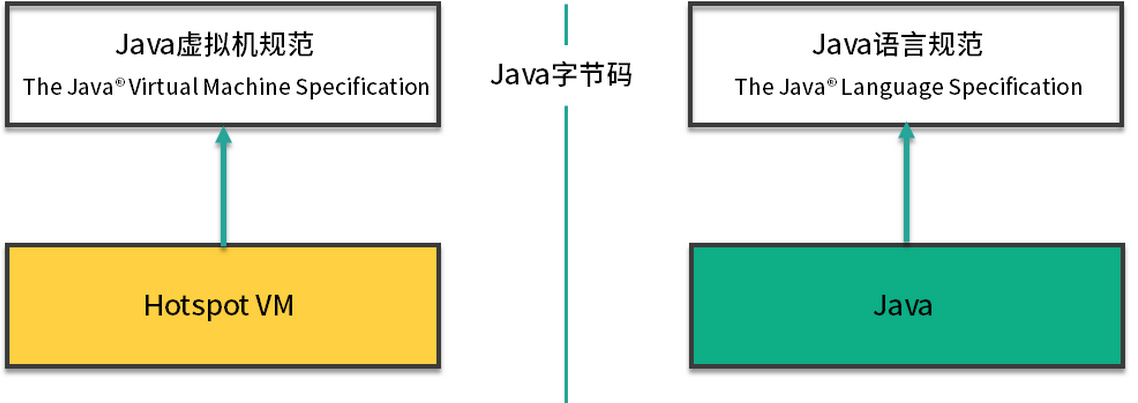 Java虚拟机规范
The Java® Virtual Machine Specification
Java字节码
Java语言规范
The Java® Language Specification
Hotspot VM
Java